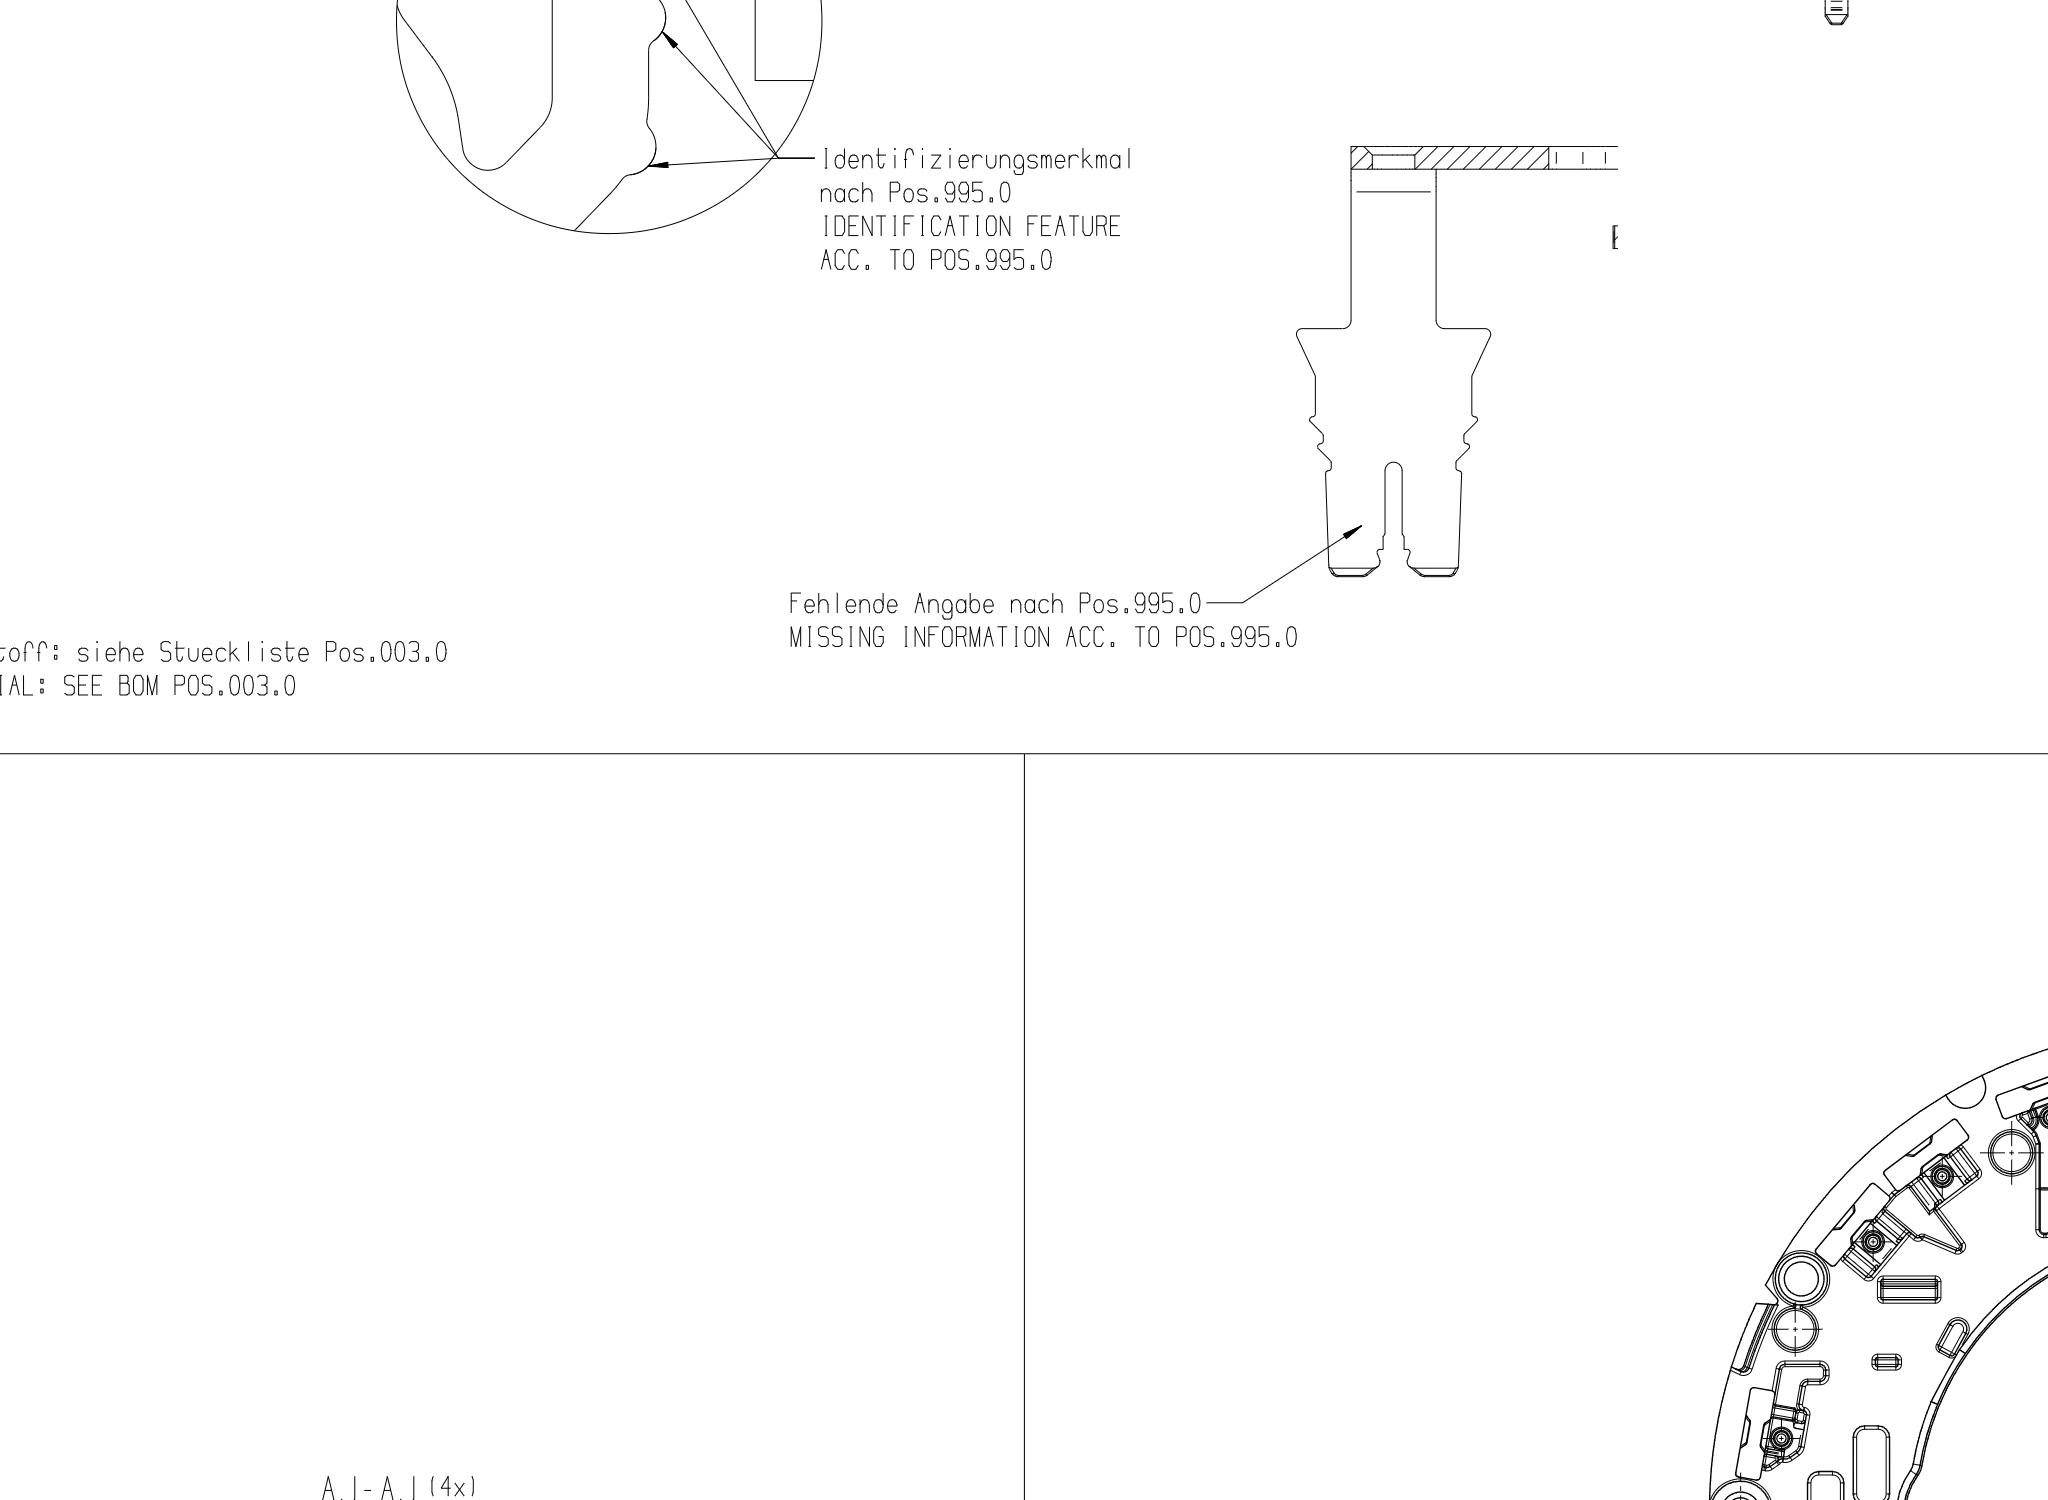 Identifizierungsmerkmal
nach Pos.995.0
IDENTIFICATION FEATURE
ACC. TO POS.995.0
Fehlende Angabe nach Pos.995.0
MISSING INFORMATION ACC. TO POS.995.0
toff: siehe Stueckliste Pos.003.0
IAL: SEE BOM POS.003.0
AJ-AJ (4x)